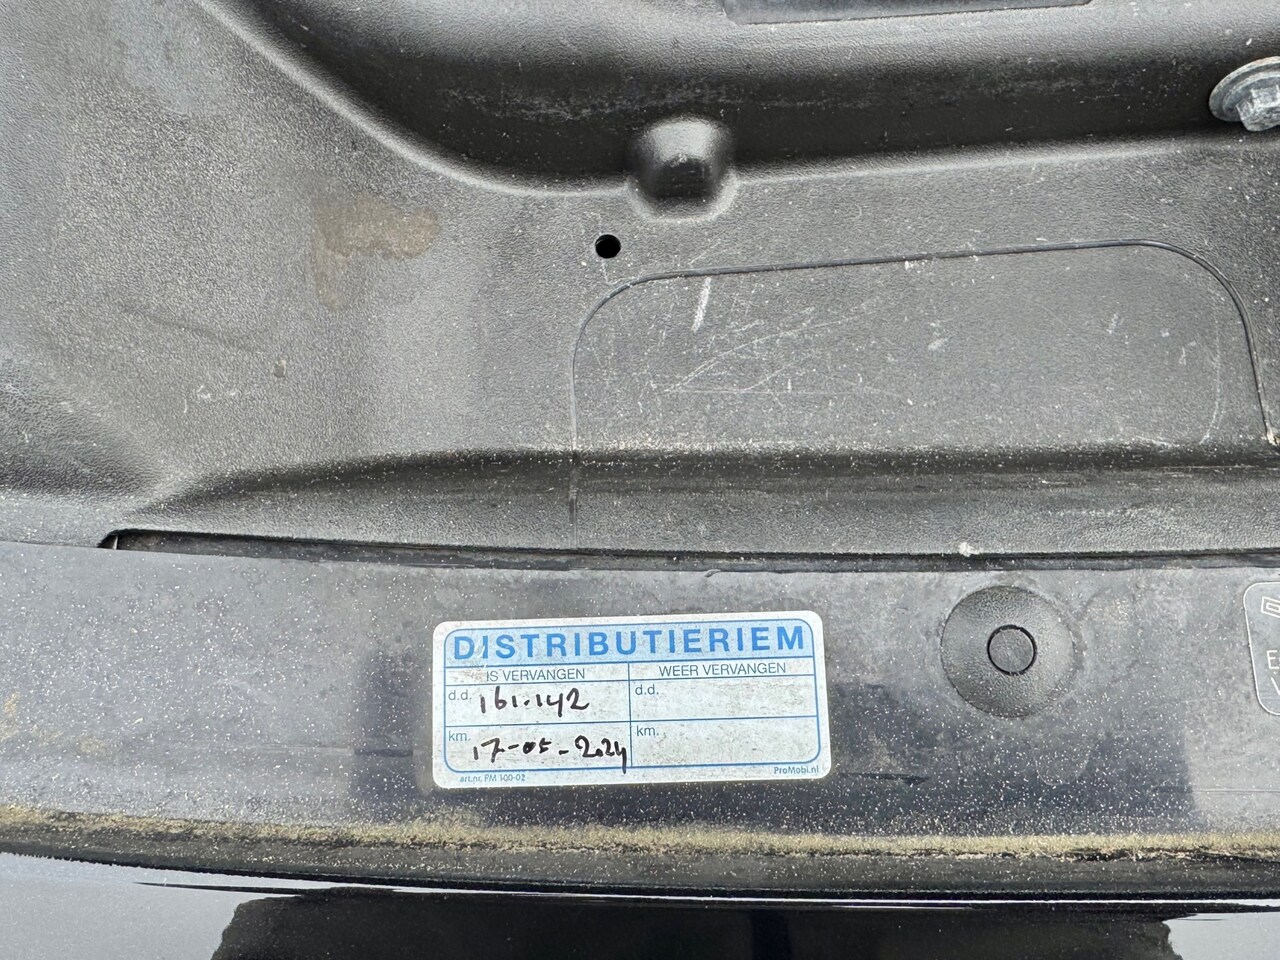 DISTRIBUTIERIEM
IS VERVANGEN WEER VERVANGEN
d.d. 161.142 d.d.
km. 17-05-2024 km.
art.nr. PM 100-02 ProMobi.nl